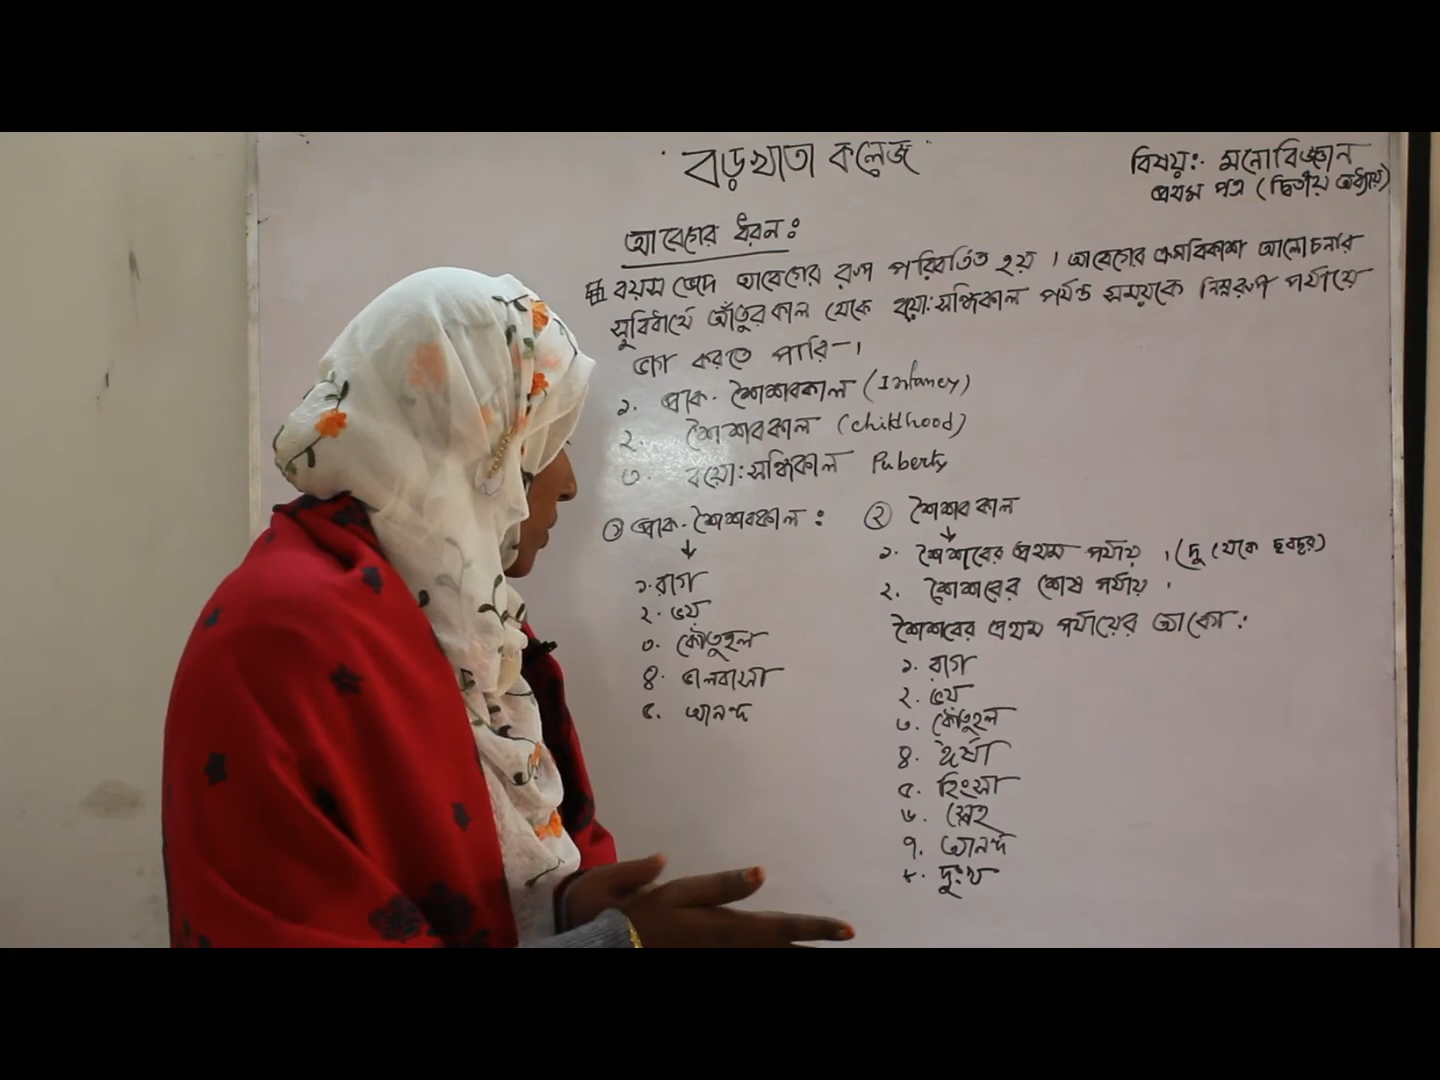 বড়খাতা কলেজ
বিষয়:- মনোবিজ্ঞান
প্রথম পত্র (দ্বিতীয় অধ্যায়)
আবেগের ধরন:
বয়স ভেদে আবেগের রূপ পরিবর্তিত হয়। আবেগের ক্রমবিকাশ আলোচনার
সুবিধার্থে আঁতুরকাল থেকে বয়ো:সন্ধিকাল পর্যন্ত সময়কে নিম্নরূপ পর্যায়ে
ভাগ করতে পারি-।
১. প্রাক-শৈশবকাল (Infancy)
২. শৈশবকাল (childhood)
৩. বয়ো:সন্ধিকাল Puberty
১ প্রাক-শৈশবকাল:
১. রাগ
২. ভয়
৩. কৌতুহল
৪. ভালবাসা
৫. আনন্দ
২ শৈশবকাল
১. শৈশবের প্রথম পর্যায়। (দু থেকে ছবছর)
২. শৈশবের শেষ পর্যায়।
শৈশবের প্রথম পর্যায়ের
১. রাগ
২. ভয়
৩. কৌতুহল
৪. ঈর্ষা
৫. হিংসা
৬. স্নেহ
৭. আনন্দ
৮. দু:খ